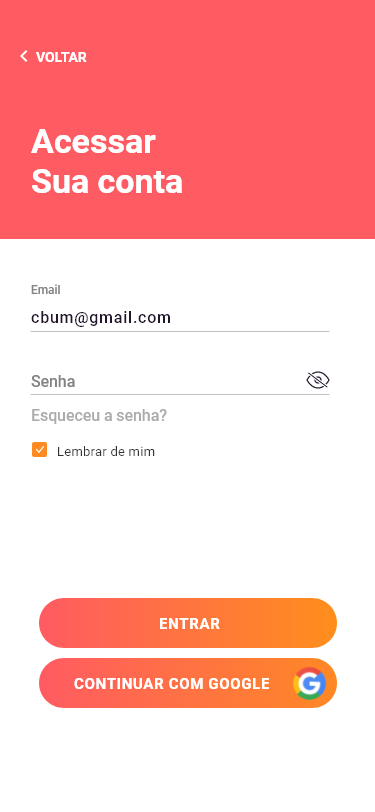 VOLTAR
Acessar
Sua conta
Email
cbum@gmail.com
Senha
Esqueceu a senha?
Lembrar de mim
ENTRAR
CONTINUAR COM GOOGLE